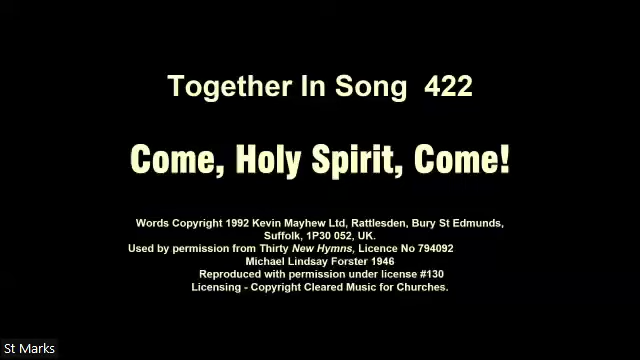 Together In Song 422
Come, Holy Spirit, Come!
Words Copyright 1992 Kevin Mayhew Ltd, Rattlesden, Bury St Edmunds,
Suffolk, 1P30 052, UK.
Used by permission from Thirty New Hymns, Licence No 794092
Michael Lindsay Forster 1946
Reproduced with permission under license #130
Licensing - Copyright Cleared Music for Churches.
St Marks